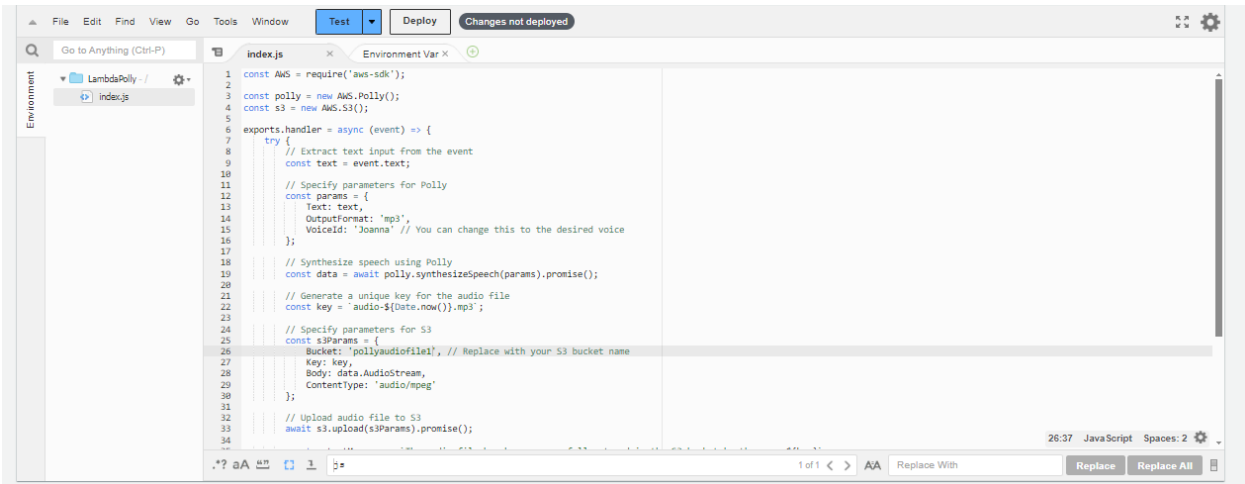 File Edit Find View Go Tools Window Test Deploy Changes not deployed
Go to Anything (Ctrl-P)
index.js × Environment Var ×
Environment
LambdaPolly - /
index.js
1 const AWS = require('aws-sdk');
2
3 const polly = new AWS.Polly();
4 const s3 = new AWS.S3();
5
6 exports.handler = async (event) => {
7 try {
8 // Extract text input from the event
9 const text = event.text;
10
11 // Specify parameters for Polly
12 const params = {
13 Text: text,
14 OutputFormat: 'mp3',
15 VoiceId: 'Joanna' // You can change this to the desired voice
16 };
17
18 // Synthesize speech using Polly
19 const data = await polly.synthesizeSpeech(params).promise();
20
21 // Generate a unique key for the audio file
22 const key = `audio-${Date.now()}.mp3`;
23
24 // Specify parameters for S3
25 const s3Params = {
26 Bucket: 'pollyaudiofile1', // Replace with your S3 bucket name
27 Key: key,
28 Body: data.AudioStream,
29 ContentType: 'audio/mpeg'
30 };
31
32 // Upload audio file to S3
33 await s3.upload(s3Params).promise();
34
26:37 JavaScript Spaces: 2
.*? aA js 1 of 1 Replace With Replace Replace All